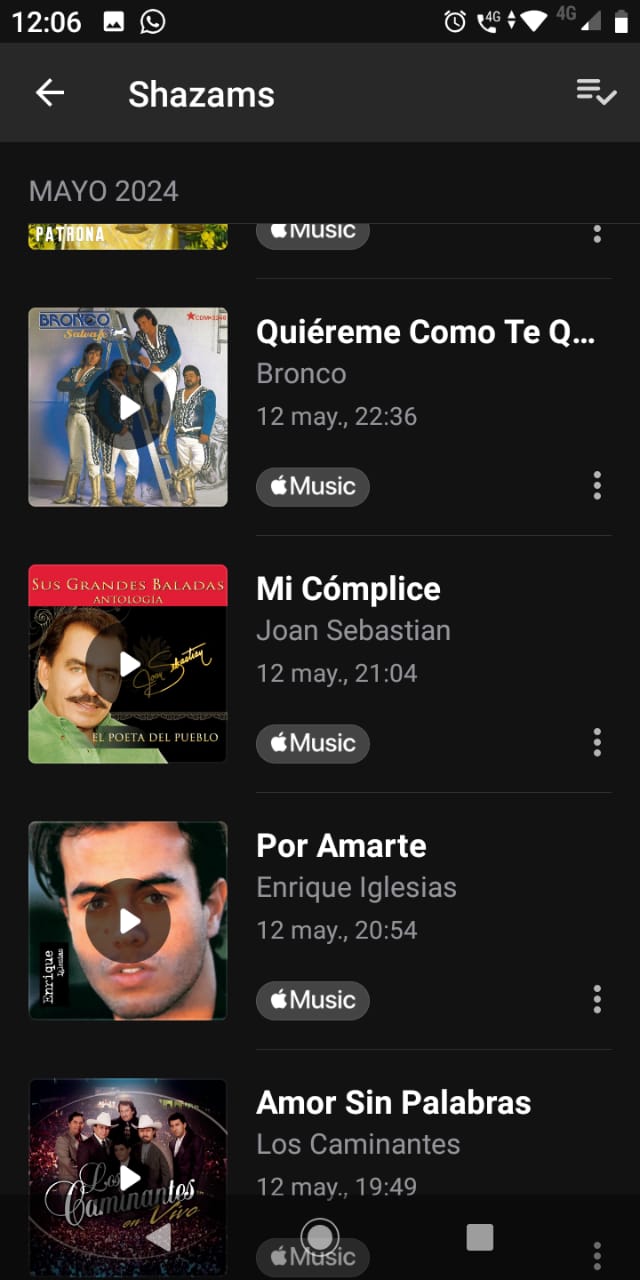 12:06
4G
4G
Shazams
MAYO 2024
PATRONA
Music
BRONCO
Salvaje
Quiéreme Como Te Q...
Bronco
12 may., 22:36
Music
SUS GRANDES BALADAS
ANTOLOGÍA
Joan Sebastian
EL POETA DEL PUEBLO
Mi Cómplice
Joan Sebastian
12 may., 21:04
Music
Enrique
Iglesias
Por Amarte
Enrique Iglesias
12 may., 20:54
Music
Los
Caminantes
en Vivo
Amor Sin Palabras
Los Caminantes
12 may., 19:49
Music